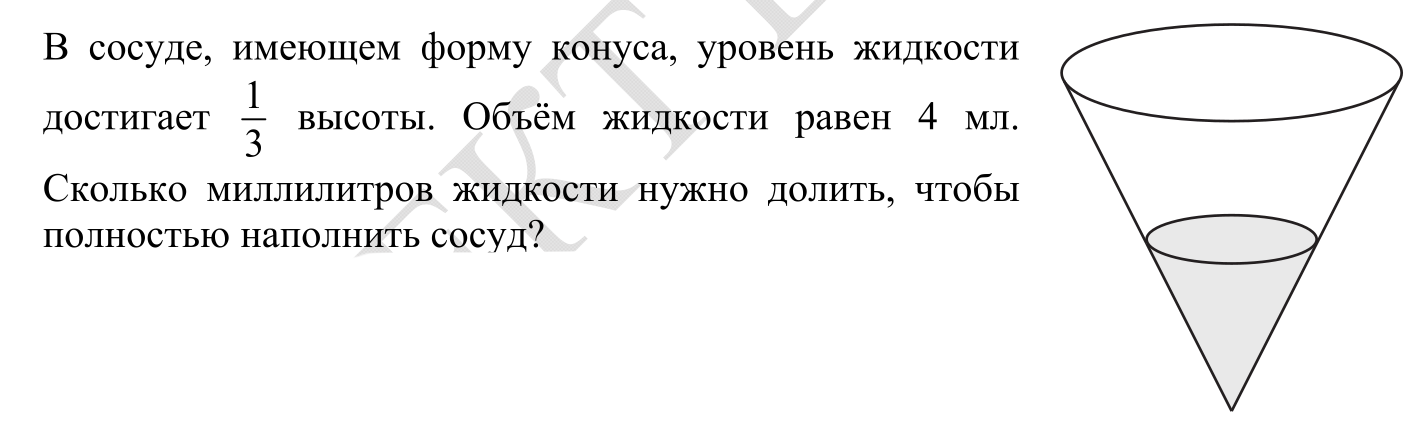 В сосуде, имеющем форму конуса, уровень жидкости
достигает 1/3 высоты. Объём жидкости равен 4 мл.
Сколько миллилитров жидкости нужно долить, чтобы
полностью наполнить сосуд?